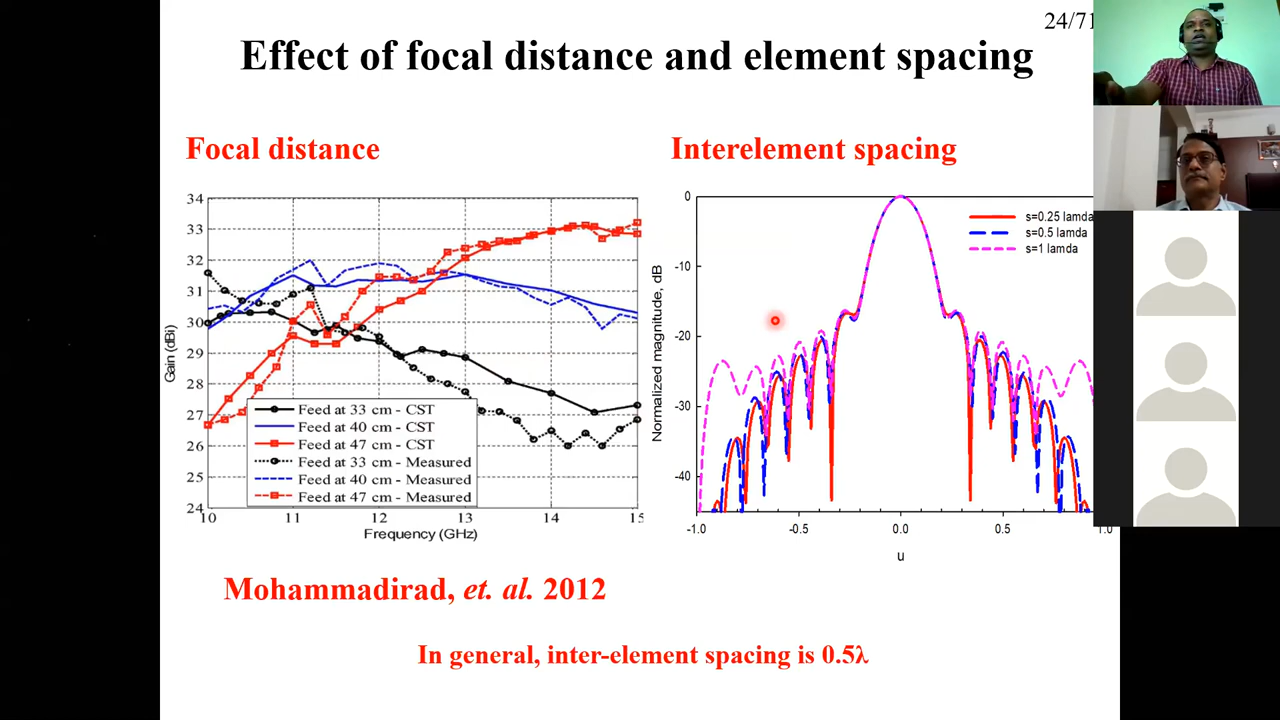 24/71
Effect of focal distance and element spacing
Focal distance
Interelement spacing
34
33
32
31
30
29
28
27
26
25
24
Gain (dBi)
10
11
12
13
14
15
Frequency (GHz)
Feed at 33 cm - CST
Feed at 40 cm - CST
Feed at 47 cm - CST
Feed at 33 cm - Measured
Feed at 40 cm - Measured
Feed at 47 cm - Measured
0
-10
-20
-30
-40
Normalized magnitude, dB
-1.0
-0.5
0.0
0.5
1.0
u
s=0.25 lamda
s=0.5 lamda
s=1 lamda
Mohammadirad, et. al. 2012
In general, inter-element spacing is 0.5λ